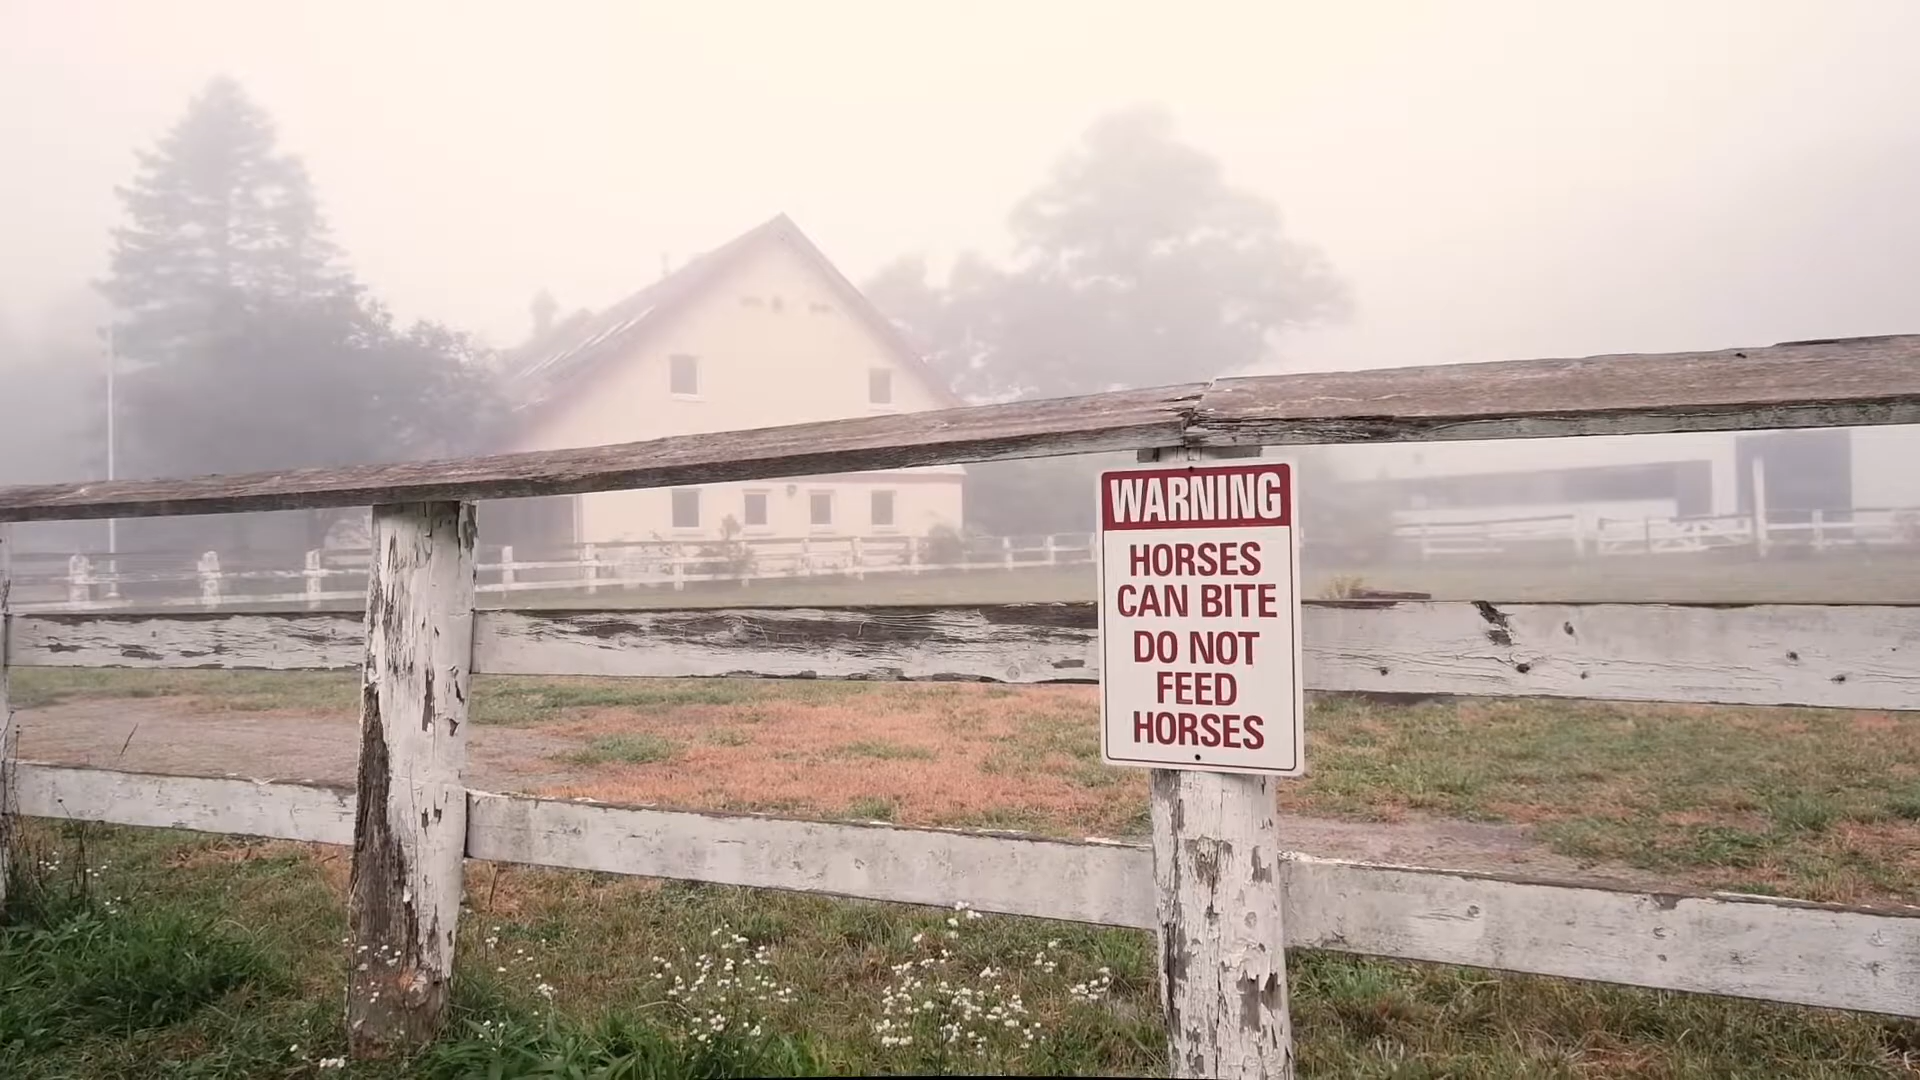 WARNING
HORSES
CAN BITE
DO NOT
FEED
HORSES